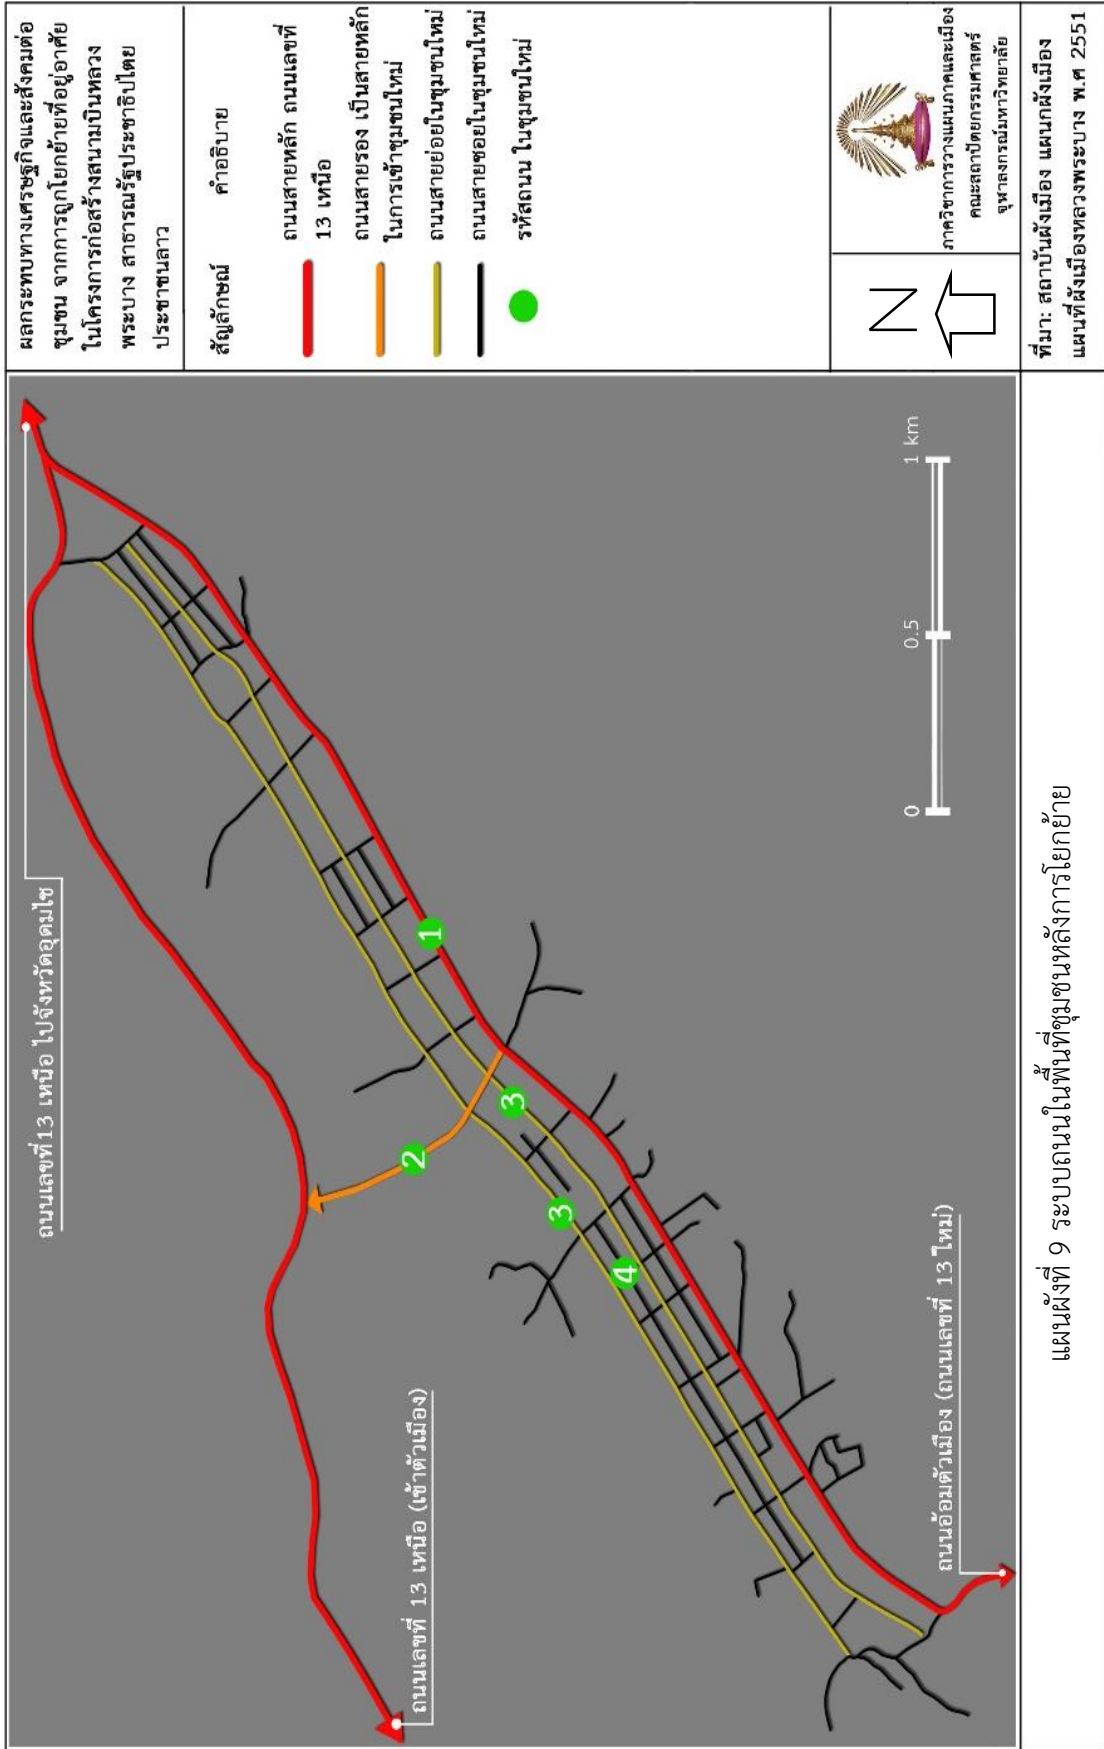 ผลกระทบทางเศรษฐกิจและสังคมต่อ
ชุมชน จากการถูกโยกย้ายที่อยู่อาศัย
ในโครงการก่อสร้างสนามบินหลวง
พระบาง สาธารณรัฐประชาธิปไตย
ประชาชนลาว
สัญลักษณ์ คำอธิบาย
ถนนสายหลัก ถนนเลขที่
13 เหนือ
ถนนสายรอง เป็นสายหลัก
ในการเข้าชุมชนใหม่
ถนนสายย่อยในชุมชนใหม่
ถนนสายซอยในชุมชนใหม่
รหัสถนน ในชุมชนใหม่
N
ภาควิชาการวางแผนภาคและเมือง
คณะสถาปัตยกรรมศาสตร์
จุฬาลงกรณ์มหาวิทยาลัย
ที่มา: สถาบันผังเมือง แผนกผังเมือง
แผนที่ผังเมืองหลวงพระบาง พ.ศ 2551
ถนนเลขที่13 เหนือ ไปจังหวัดอุดมไช
ถนนเลขที่ 13 เหนือ (เข้าตัวเมือง)
ถนนอ้อมตัวเมือง (ถนนเลขที่ 13 ใหม่)
1
2
3
3
4
0 0.5 1 km
แผนผังที่ 9 ระบบถนนในพื้นที่ชุมชนหลังการโยกย้าย